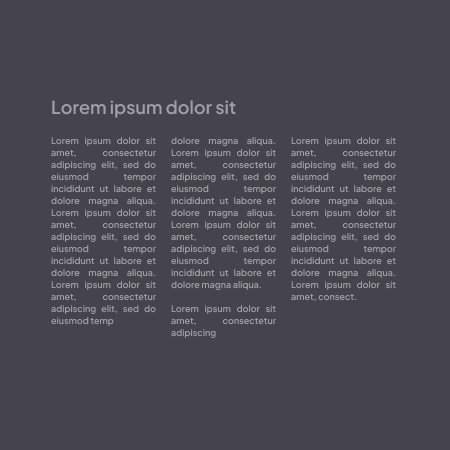 Lorem ipsum dolor sit
Lorem ipsum dolor sit
amet, consectetur
adipiscing elit, sed do
eiusmod tempor
incididunt ut labore et
dolore magna aliqua.
Lorem ipsum dolor sit
amet, consectetur
adipiscing elit, sed do
eiusmod tempor
incididunt ut labore et
dolore magna aliqua.
Lorem ipsum dolor sit
amet, consectetur
adipiscing elit, sed do
eiusmod temp
dolore magna aliqua.
Lorem ipsum dolor sit
amet, consectetur
adipiscing elit, sed do
eiusmod tempor
incididunt ut labore et
dolore magna aliqua.
Lorem ipsum dolor sit
amet, consectetur
adipiscing elit, sed do
eiusmod tempor
incididunt ut labore et
dolore magna aliqua.
Lorem ipsum dolor sit
amet, consectetur
adipiscing
Lorem ipsum dolor sit
amet, consectetur
adipiscing elit, sed do
eiusmod tempor
incididunt ut labore et
dolore magna aliqua.
Lorem ipsum dolor sit
amet, consectetur
adipiscing elit, sed do
eiusmod tempor
incididunt ut labore et
dolore magna aliqua.
Lorem ipsum dolor sit
amet, consect.